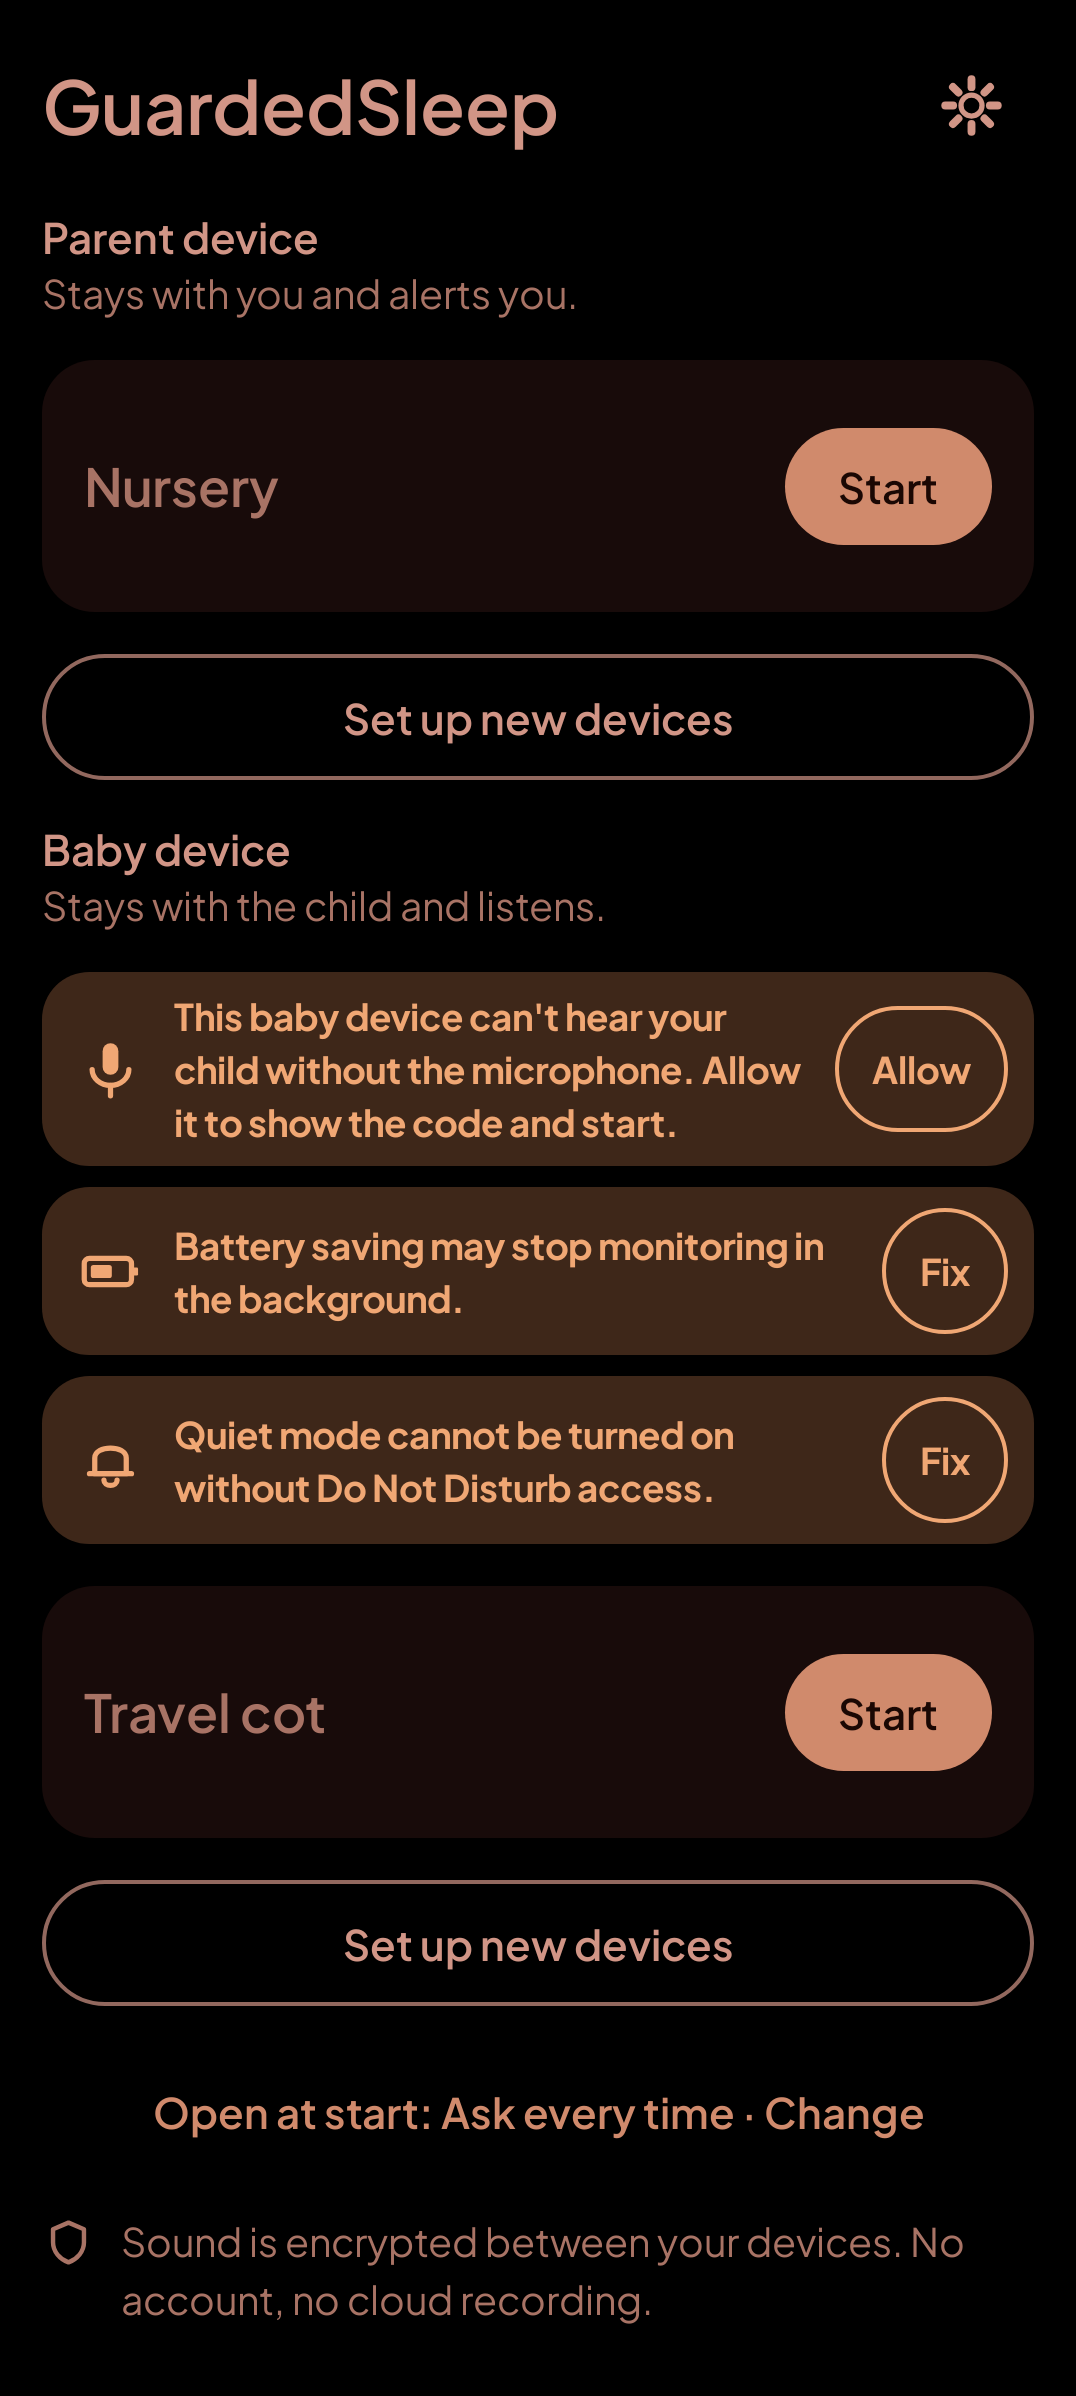 GuardedSleep
Parent device
Stays with you and alerts you.
Nursery
Start
Set up new devices
Baby device
Stays with the child and listens.
This baby device can't hear your
child without the microphone. Allow
it to show the code and start.
Allow
Battery saving may stop monitoring in
the background.
Fix
Quiet mode cannot be turned on
without Do Not Disturb access.
Fix
Travel cot
Start
Set up new devices
Open at start: Ask every time · Change
Sound is encrypted between your devices. No
account, no cloud recording.